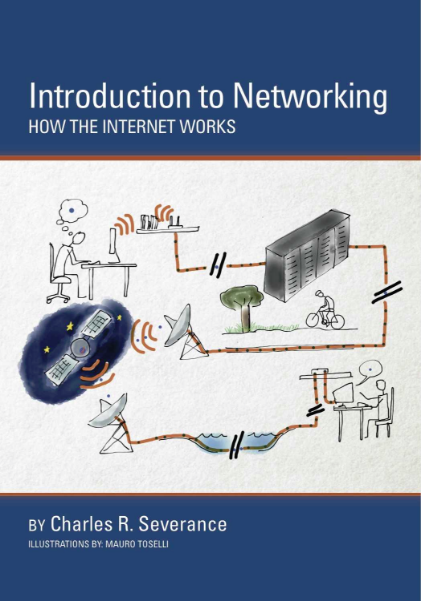 Introduction to Networking
HOW THE INTERNET WORKS
BY Charles R. Severance
ILLUSTRATIONS BY: MAURO TOSELLI